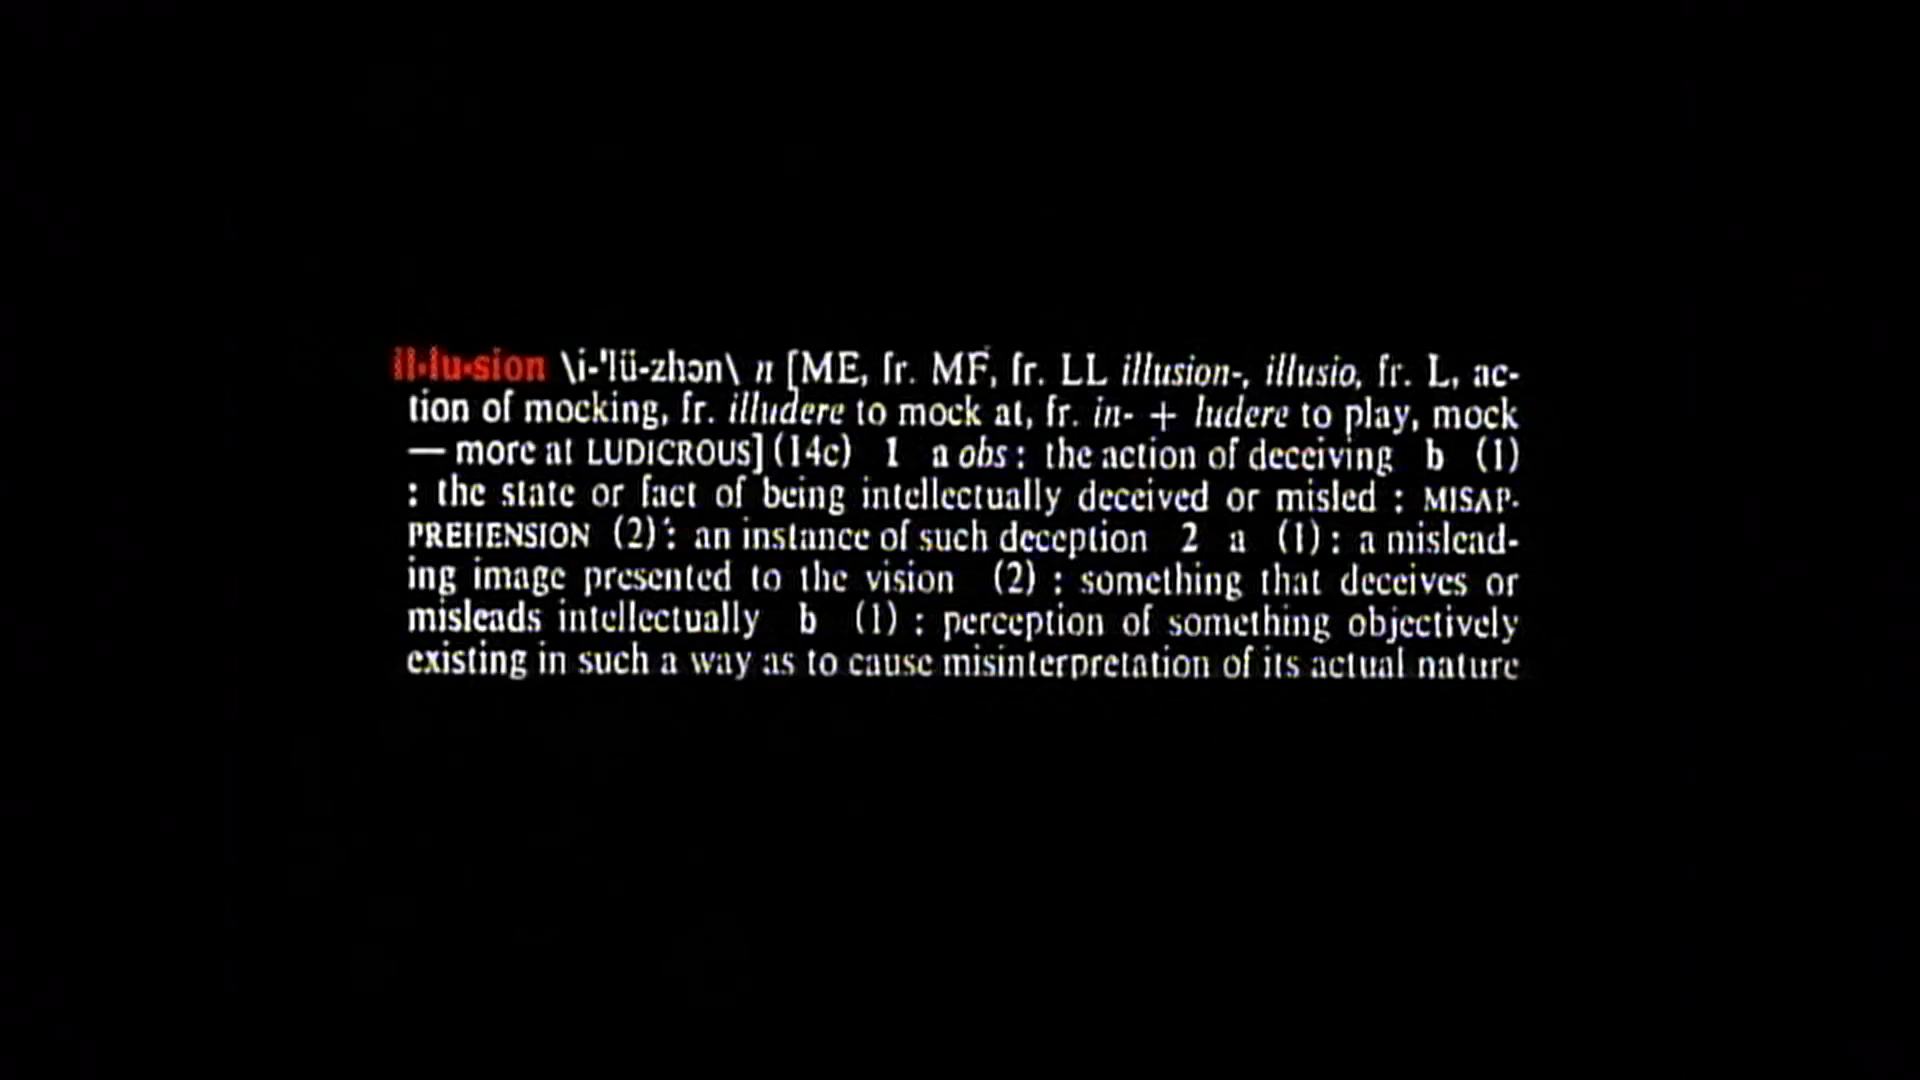 il·lu·sion \i-'lü-zhən\ n [ME, fr. MF, fr. LL illusion-, illusio, fr. L, ac-
tion of mocking, fr. illudere to mock at, fr. in- + ludere to play, mock
— more at LUDICROUS] (14c) 1 a obs : the action of deceiving b (1)
: the state or fact of being intellectually deceived or misled : MISAP-
PREHENSION (2) : an instance of such deception 2 a (1) : a mislead-
ing image presented to the vision (2) : something that deceives or
misleads intellectually b (1) : perception of something objectively
existing in such a way as to cause misinterpretation of its actual nature